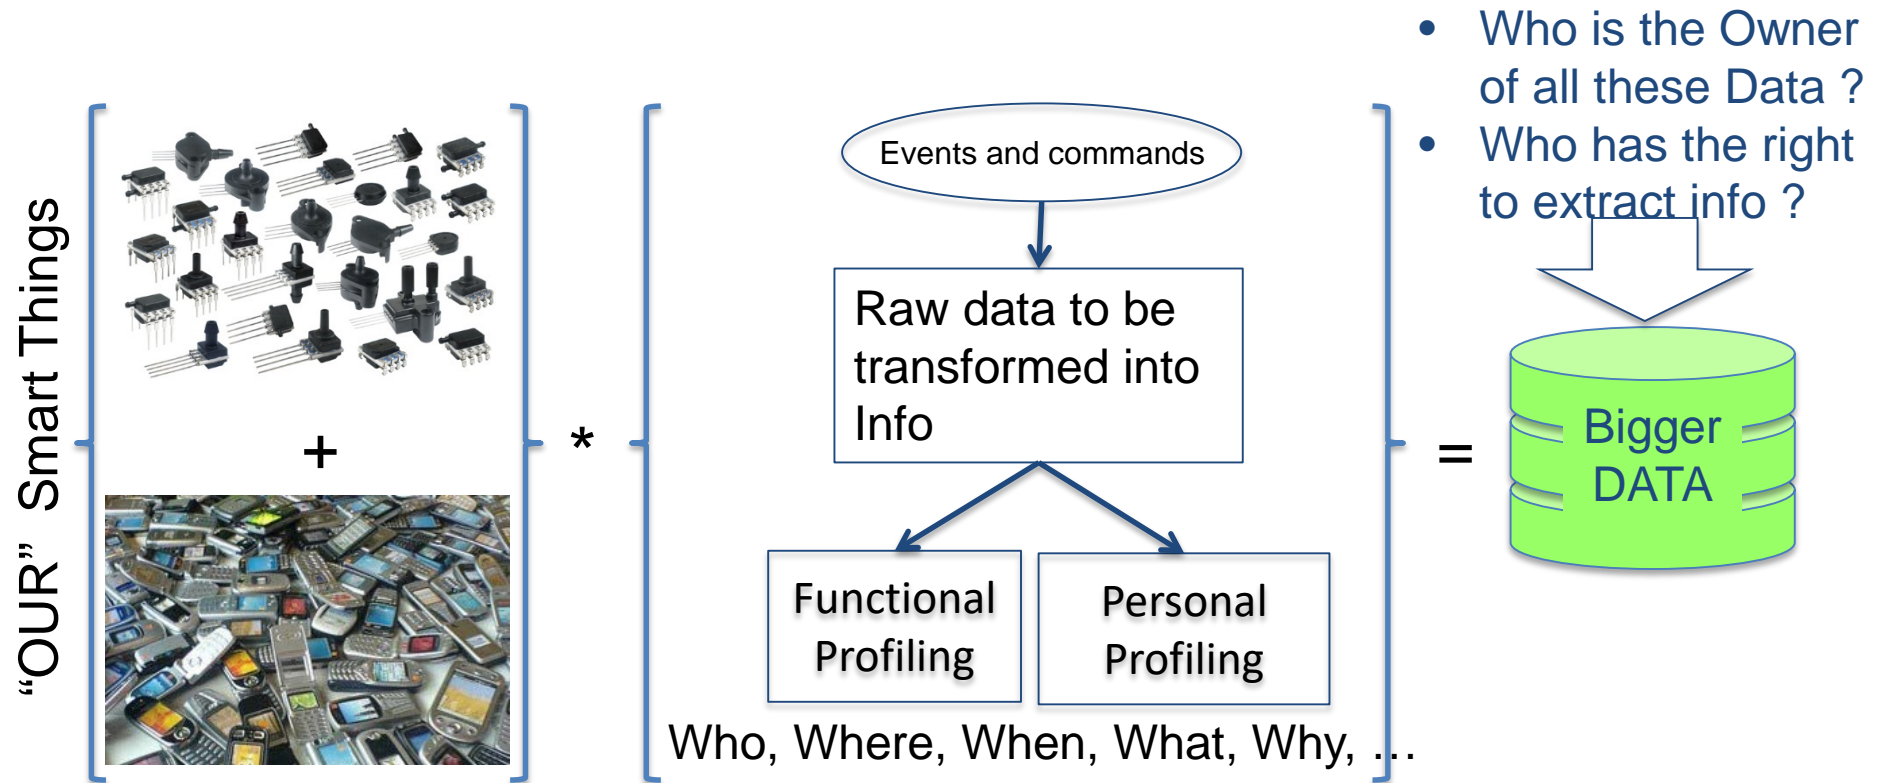 “OUR” Smart Things
+
*
Events and commands
Raw data to be
transformed into
Info
Functional
Profiling
Personal
Profiling
Who, Where, When, What, Why, …
=
• Who is the Owner
of all these Data ?
• Who has the right
to extract info ?
Bigger
DATA